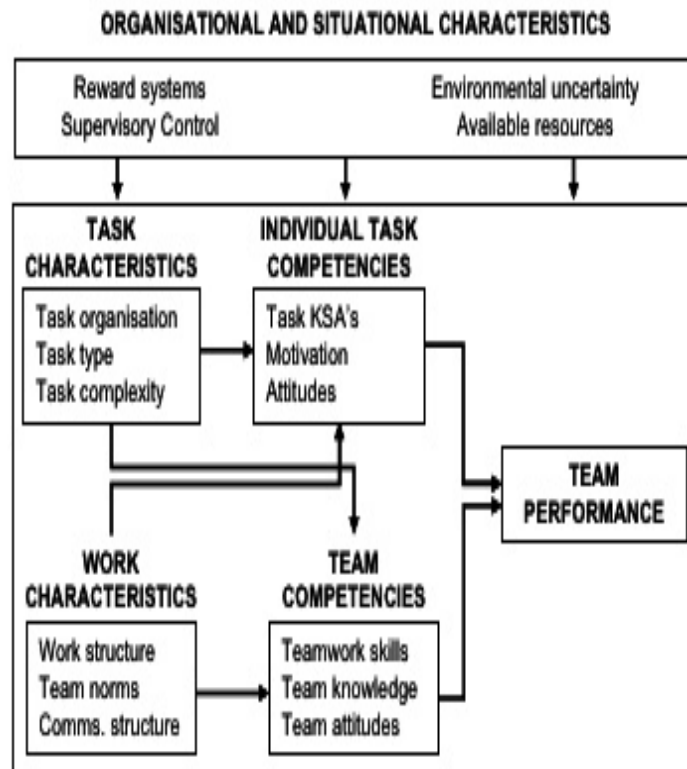 ORGANISATIONAL AND SITUATIONAL CHARACTERISTICS
Reward systems
Supervisory Control
Environmental uncertainty
Available resources
TASK
CHARACTERISTICS
Task organisation
Task type
Task complexity
INDIVIDUAL TASK
COMPETENCIES
Task KSA's
Motivation
Attitudes
WORK
CHARACTERISTICS
Work structure
Team norms
Comms. structure
TEAM
COMPETENCIES
Teamwork skills
Team knowledge
Team attitudes
TEAM
PERFORMANCE